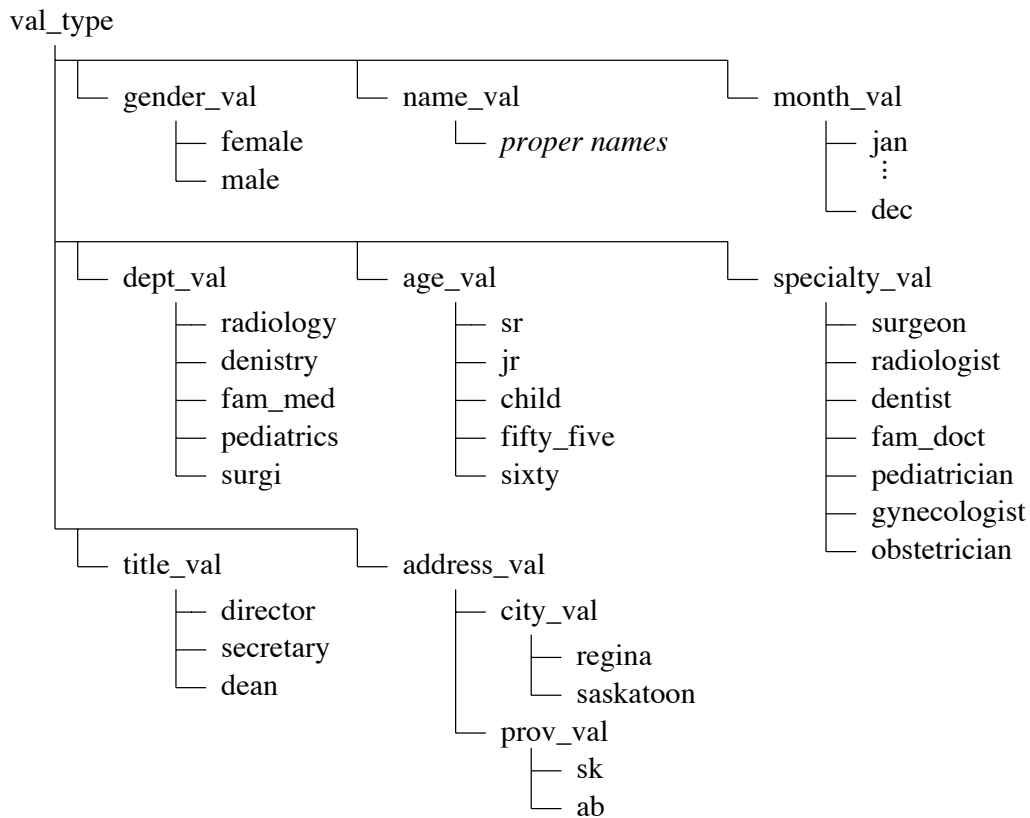 val_type
gender_val name_val month_val
female proper names jan
male
⋮
dec
dept_val age_val specialty_val
radiology sr surgeon
denistry jr radiologist
fam_med child dentist
pediatrics fifty_five fam_doct
surgi sixty pediatrician
gynecologist
obstetrician
title_val address_val
director city_val
secretary regina
dean saskatoon
prov_val
sk
ab